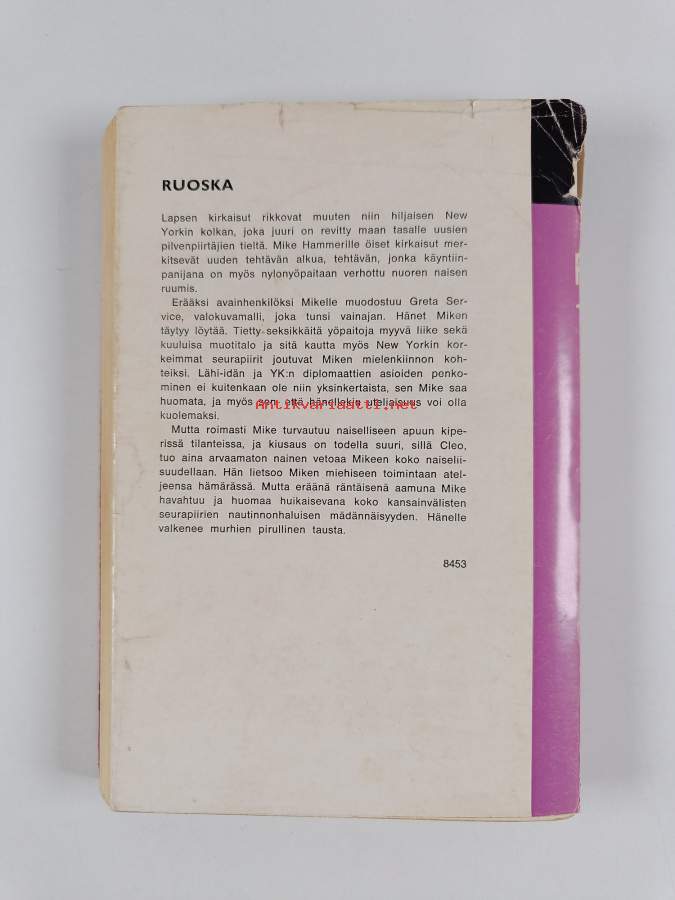 RUOSKA
Lapsen kirkaisut rikkovat muuten niin hiljaisen New
Yorkin kolkan, joka juuri on revitty maan tasalle uusien
pilvenpiirtäjien tieltä. Mike Hammerille öiset kirkaisut mer-
kitsevät uuden tehtävän alkua, tehtävän, jonka käyntiin-
panijana on myös nylonyöpaitaan verhottu nuoren naisen
ruumis.
Erääksi avainhenkilöksi Mikelle muodostuu Greta Ser-
vice, valokuvamalli, joka tunsi vainajan. Hänet Miken
täytyy löytää. Tietty seksikkäitä yöpaitoja myyvä liike sekä
kuuluisa muotitalo ja sitä kautta myös New Yorkin kor-
keimmat seurapiirit joutuvat Miken mielenkiinnon koh-
teiksi. Lähi-idän ja YK:n diplomaattien asioiden penko-
minen ei kuitenkaan ole niin yksinkertaista, sen Mike saa
huomata, ja myös sen että hänellekin uteliaisuus voi olla
Antikvariaatti.net
kuolemaksi.
Mutta roimasti Mike turvautuu naiselliseen apuun kipe-
rissä tilanteissa, ja kiusaus on todella suuri, sillä Cleo,
tuo aina arvaamaton nainen vetoaa Mikeen koko naiselii-
suudellaan. Hän lietsoo Miken miehiseen toimintaan atel-
jeensa hämärässä. Mutta eräänä räntäisenä aamuna Mike
havahtuu ja huomaa huikaisevana koko kansainvälisten
seurapiirien nautinnonhaluisen mädännäisyyden. Hänelle
valkenee murhien pirullinen tausta.
8453